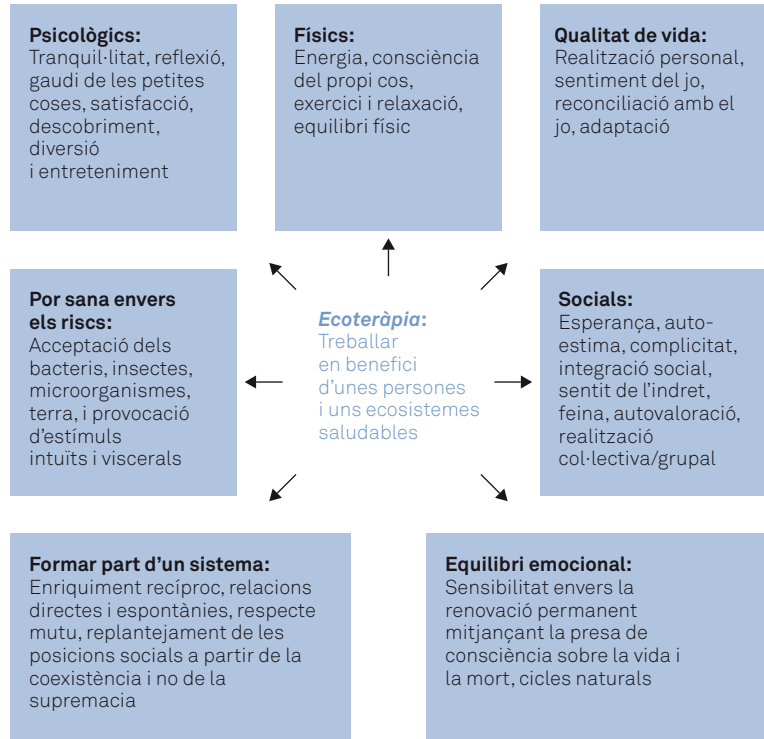 Psicològics:
Tranquil·litat, reflexió,
gaudi de les petites
coses, satisfacció,
descobriment,
diversió
i entreteniment
Físics:
Energia, consciència
del propi cos,
exercici i relaxació,
equilibri físic
Qualitat de vida:
Realització personal,
sentiment del jo,
reconciliació amb el
jo, adaptació
Por sana envers
els riscs:
Acceptació dels
bacteris, insectes,
microorganismes,
terra, i provocació
d'estímuls
intuïts i viscerals
Ecoteràpia:
Treballar
en benefici
d'unes persones
i uns ecosistemes
saludables
Socials:
Esperança, auto-
estima, complicitat,
integració social,
sentit de l'indret,
feina, autovaloració,
realització
col·lectiva/grupal
Formar part d'un sistema:
Enriquiment recíproc, relacions
directes i espontànies, respecte
mutu, replantejament de les
posicions socials a partir de la
coexistència i no de la
supremacia
Equilibri emocional:
Sensibilitat envers la
renovació permanent
mitjançant la presa de
consciència sobre la vida i
la mort, cicles naturals